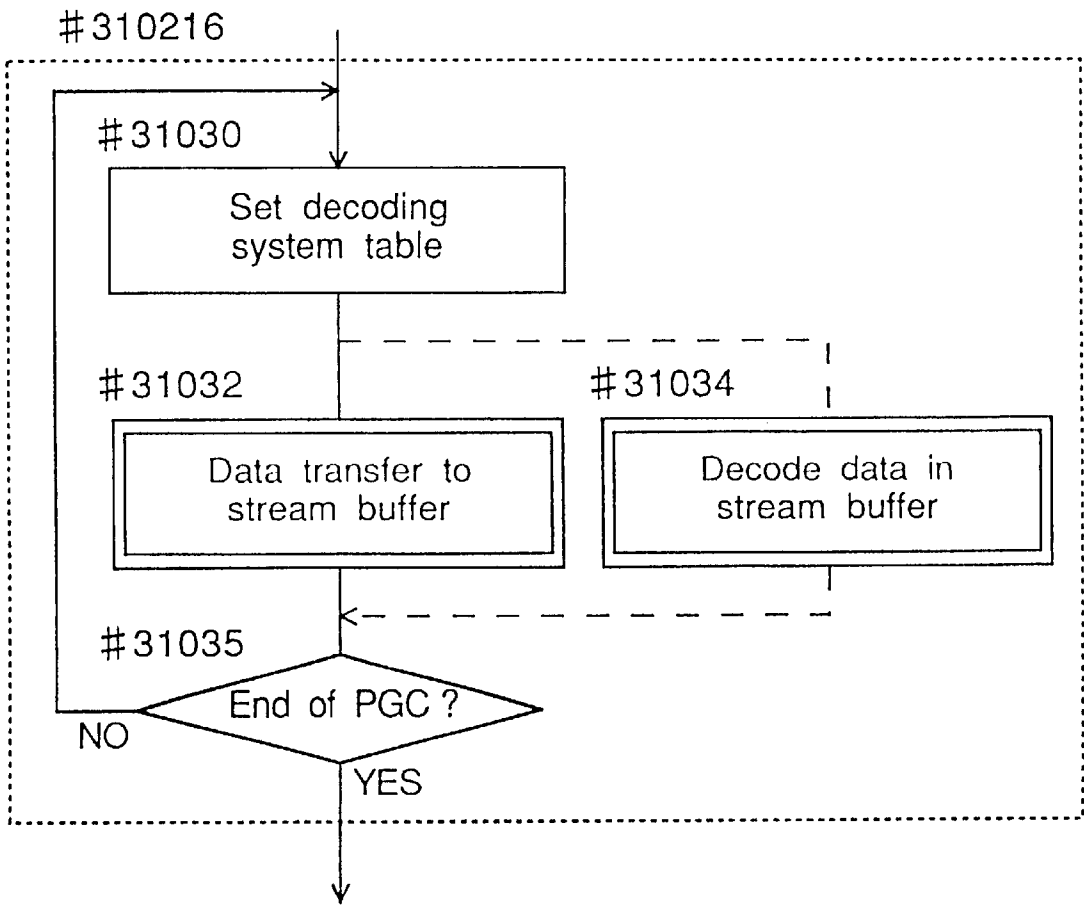 #310216
#31030
Set decoding
system table
#31032
#31034
Data transfer to
stream buffer
Decode data in
stream buffer
#31035
End of PGC ?
NO
YES